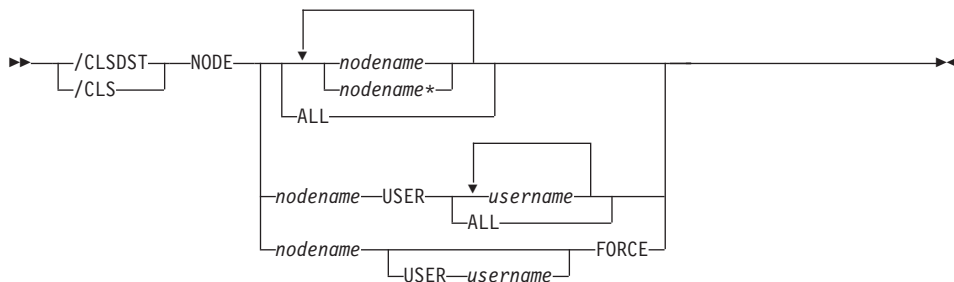 /CLSDST NODE nodename
/CLS nodename*
ALL
nodename USER username
ALL
nodename FORCE
USER username